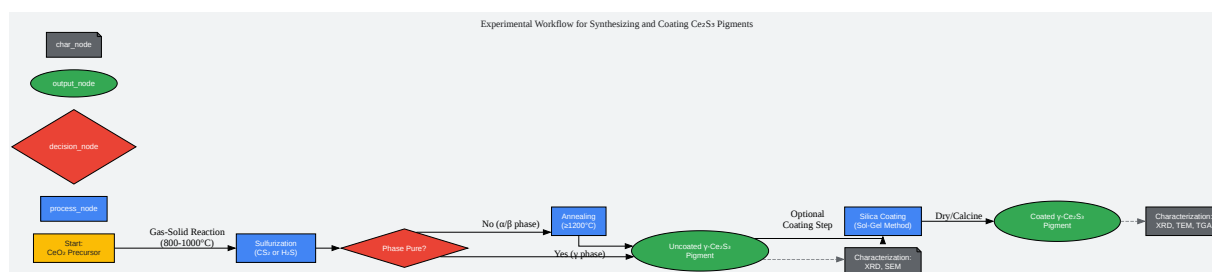 Experimental Workflow for Synthesizing and Coating Ce₂S₃ Pigments
char_node
output_node
decision_node
process_node
Start:
CeO₂ Precursor
Gas-Solid Reaction
(800-1000°C)
Sulfurization
(CS₂ or H₂S)
Phase Pure?
No (α/β phase)
Annealing
(≥1200°C)
Yes (γ phase)
Uncoated γ-Ce₂S₃
Pigment
Optional
Coating Step
Silica Coating
(Sol-Gel Method)
Characterization:
XRD, SEM
Dry/Calcine
Coated γ-Ce₂S₃
Pigment
Characterization:
XRD, TEM, TGA